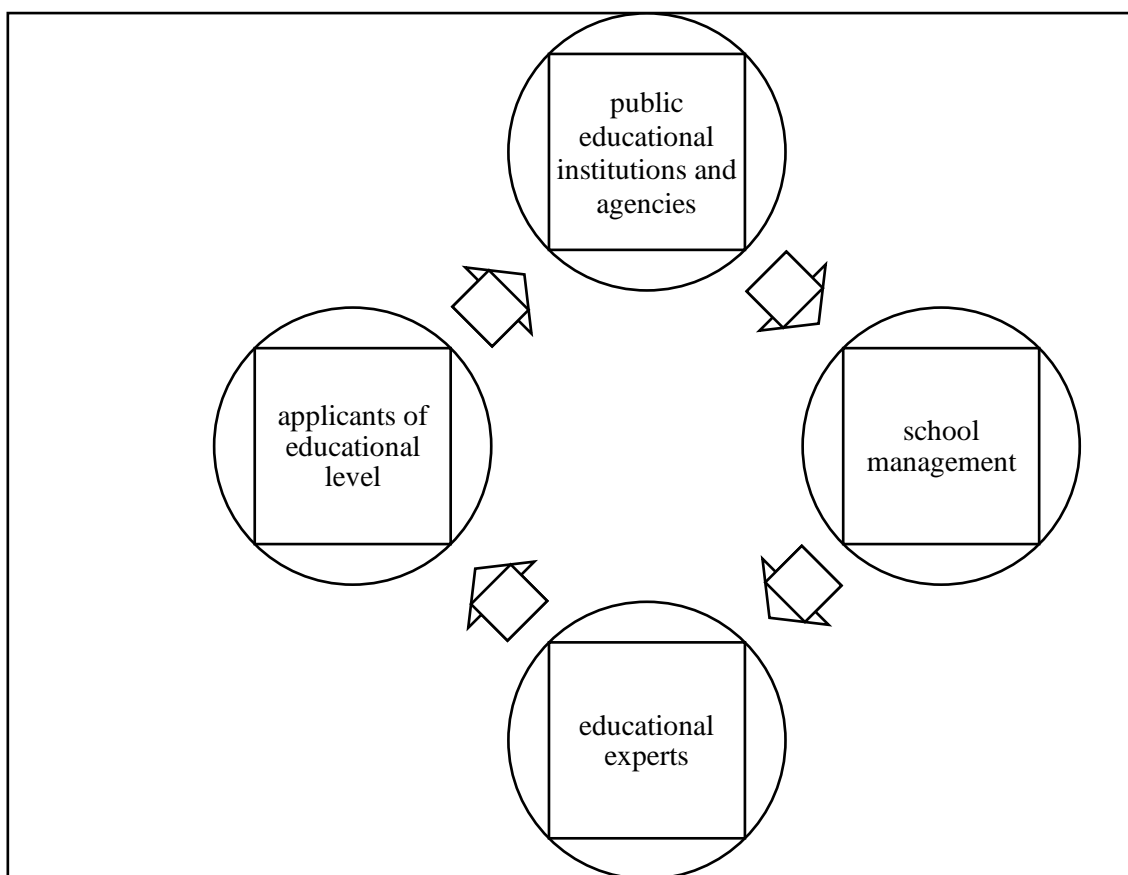 public
educational
institutions and
agencies
applicants of
educational
level
school
management
educational
experts